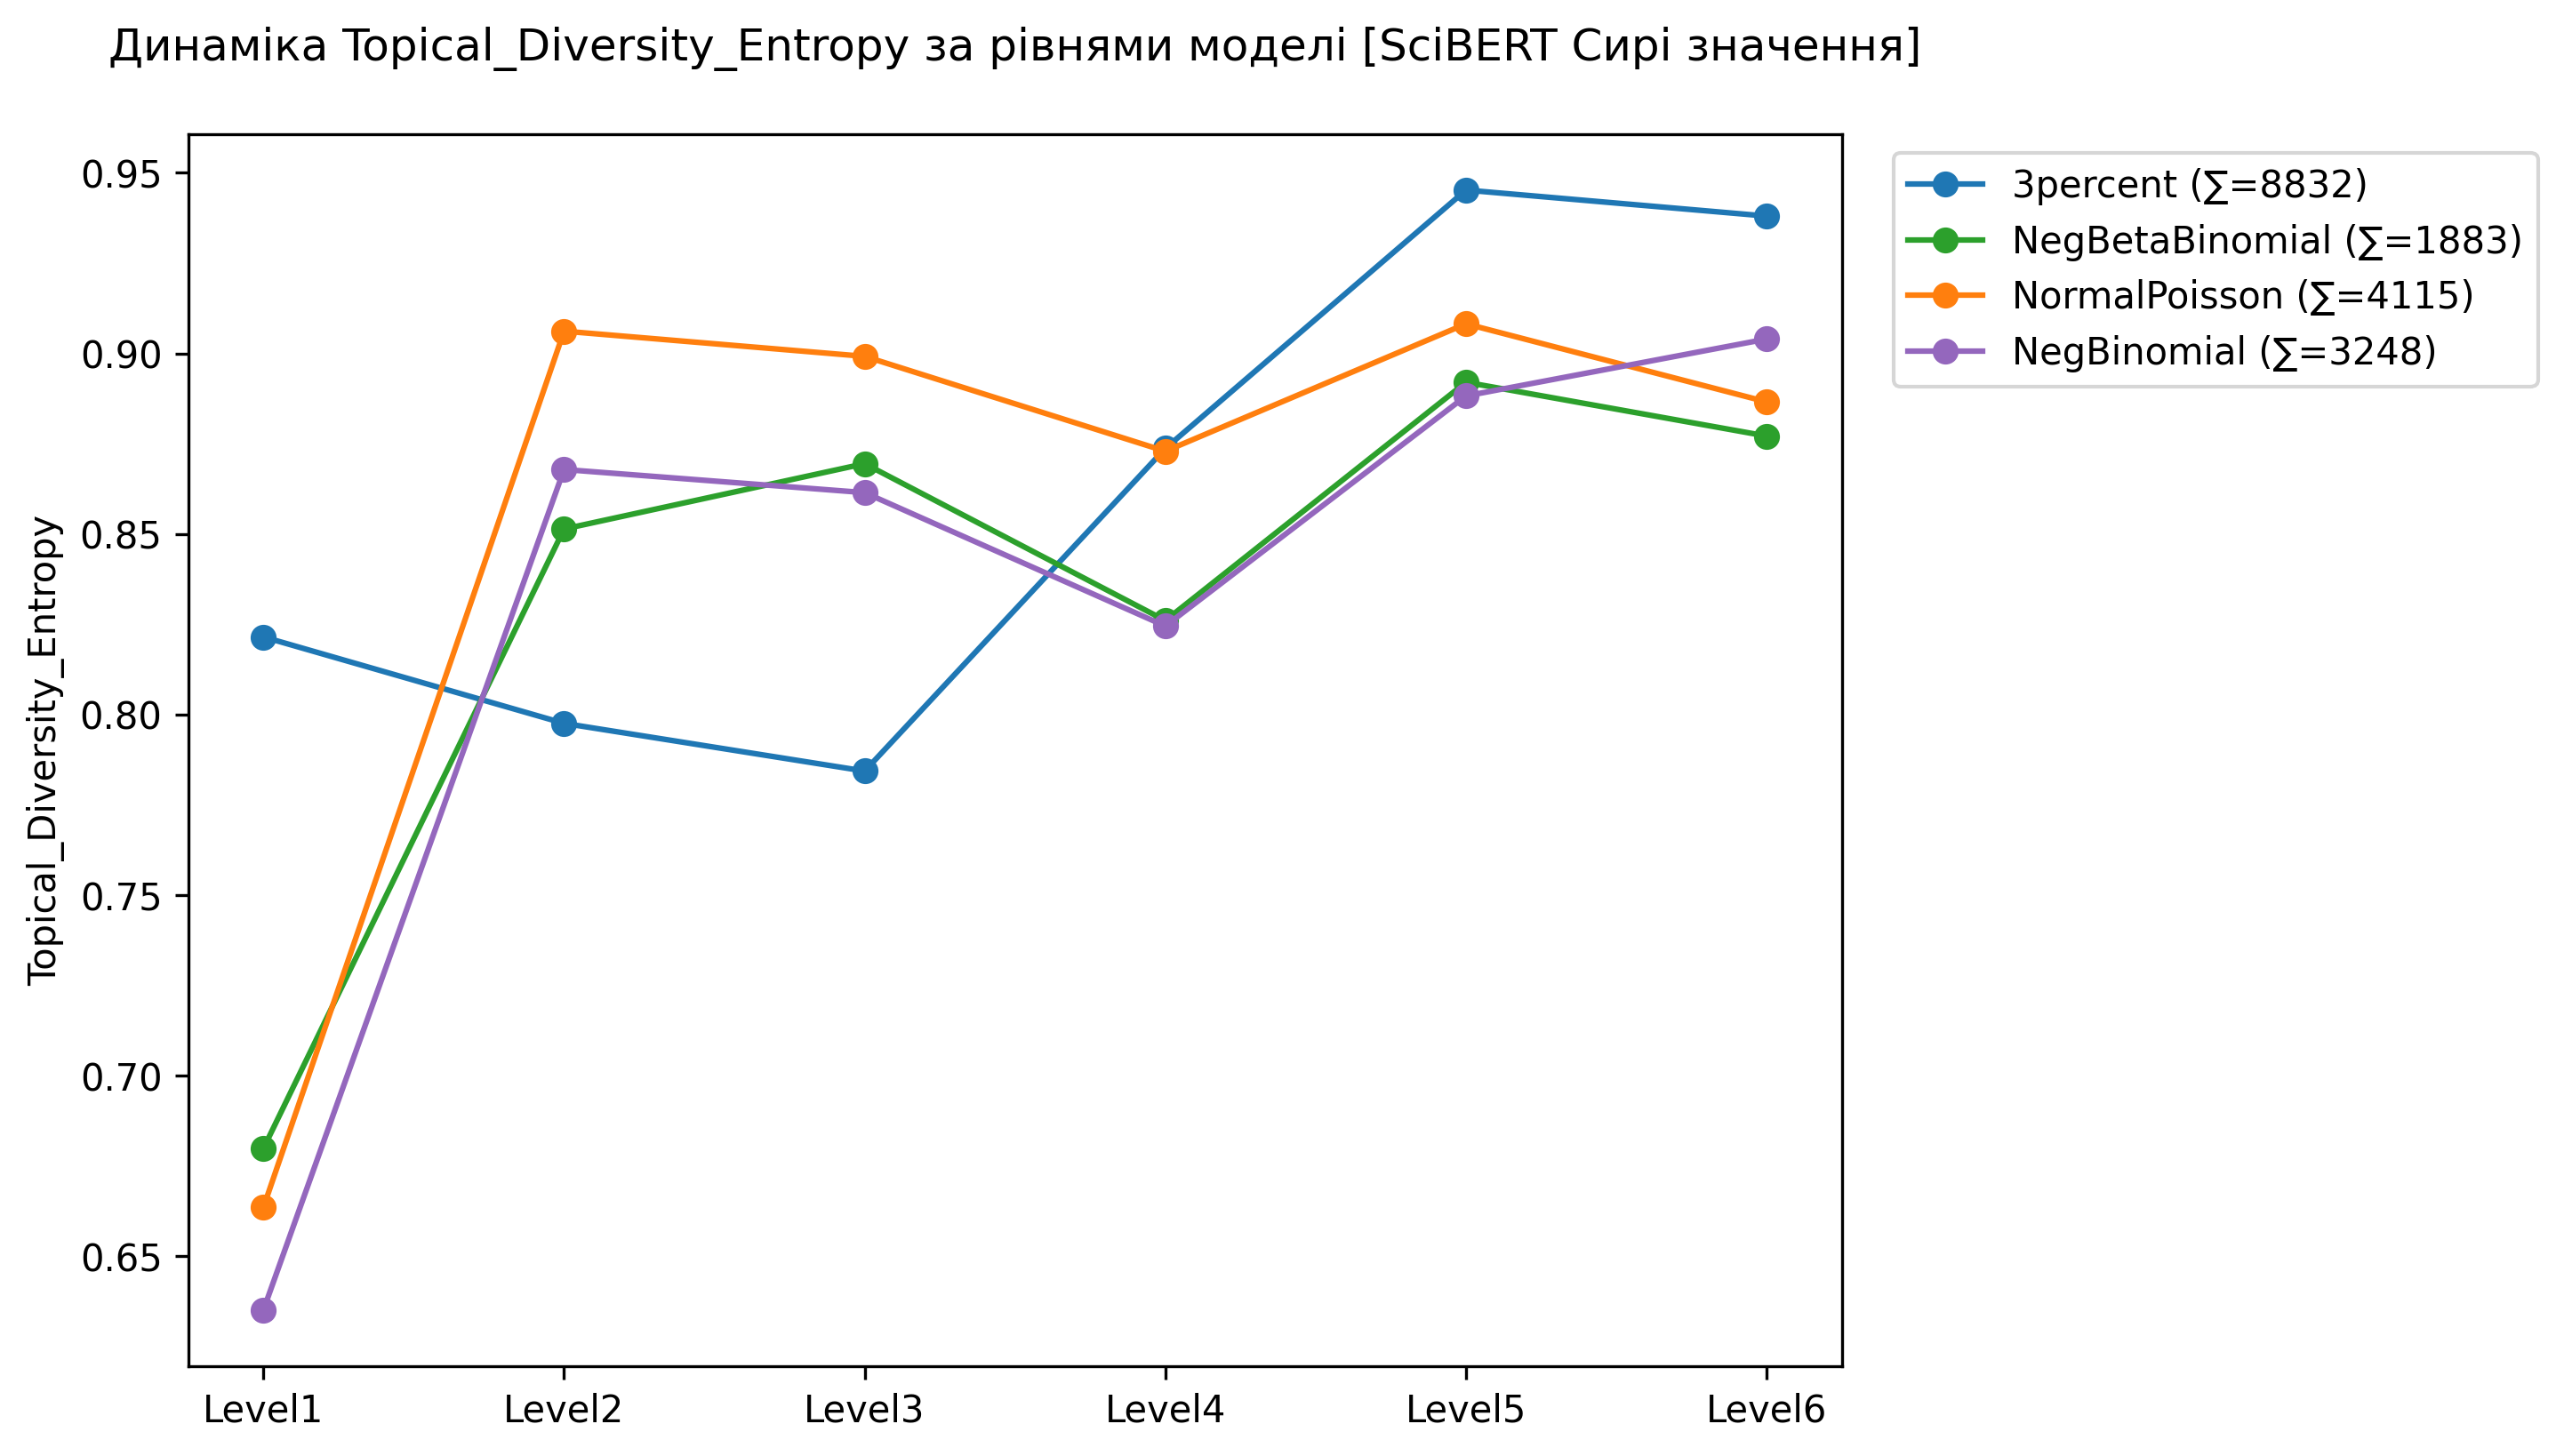 Динаміка Topical_Diversity_Entropy за рівнями моделі [SciBERT Сирі значення]
Topical_Diversity_Entropy
0.95
0.90
0.85
0.80
0.75
0.70
0.65
Level1 Level2 Level3 Level4 Level5 Level6
3percent (∑=8832)
NegBetaBinomial (∑=1883)
NormalPoisson (∑=4115)
NegBinomial (∑=3248)